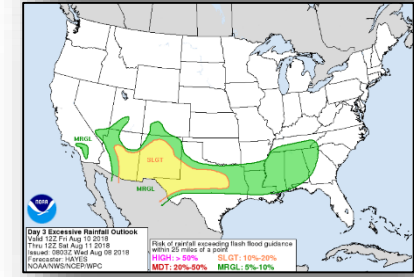 MRGL
SLGT
MRGL
NOAA
Day 3 Excessive Rainfall Outlook
Valid 12Z Fri Aug 10 2018
Thru 12Z Sat Aug 11 2018
Issued: 0803Z Wed Aug 08 2018
Forecaster: HAYES
NOAA/NWS/NCEP/WPC
Risk of rainfall exceeding flash flood guidance
within 25 miles of a point
HIGH: > 50% SLGT: 10%-20%
MDT: 20%-50% MRGL: 5%-10%